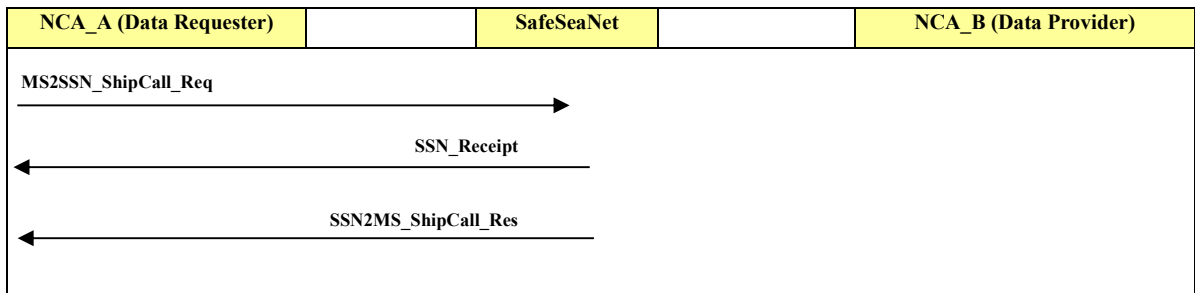 NCA_A (Data Requester) SafeSeaNet NCA_B (Data Provider)
MS2SSN_ShipCall_Req
SSN_Receipt
SSN2MS_ShipCall_Res